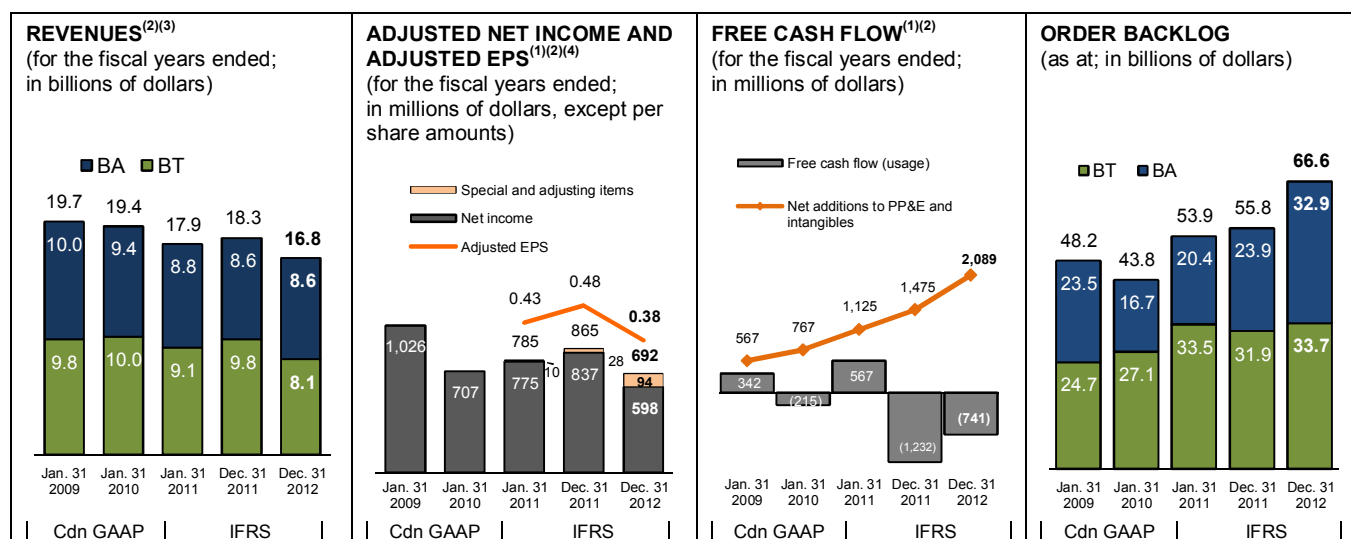 REVENUES(2)(3)
(for the fiscal years ended;
in billions of dollars)
BA BT
19.7
19.4
17.9
18.3
16.8
10.0
9.4
8.8
8.6
8.6
9.8
10.0
9.1
9.8
8.1
Jan. 31
2009
Jan. 31
2010
Jan. 31
2011
Dec. 31
2011
Dec. 31
2012
Cdn GAAP
IFRS
ADJUSTED NET INCOME AND
ADJUSTED EPS(1)(2)(4)
(for the fiscal years ended;
in millions of dollars, except per
share amounts)
Special and adjusting items
Net income
Adjusted EPS
0.43
0.48
0.38
785
865
692
1,026
707
775
10
837
28
94
598
Jan. 31
2009
Jan. 31
2010
Jan. 31
2011
Dec. 31
2011
Dec. 31
2012
Cdn GAAP
IFRS
FREE CASH FLOW(1)(2)
(for the fiscal years ended;
in millions of dollars)
Free cash flow (usage)
Net additions to PP&E and
intangibles
567
767
1,125
1,475
2,089
342
(215)
567
(1,232)
(741)
Jan. 31
2009
Jan. 31
2010
Jan. 31
2011
Dec. 31
2011
Dec. 31
2012
Cdn GAAP
IFRS
ORDER BACKLOG
(as at; in billions of dollars)
BT BA
48.2
43.8
53.9
55.8
66.6
23.5
16.7
20.4
23.9
32.9
24.7
27.1
33.5
31.9
33.7
Jan. 31
2009
Jan. 31
2010
Jan. 31
2011
Dec. 31
2011
Dec. 31
2012
Cdn GAAP
IFRS